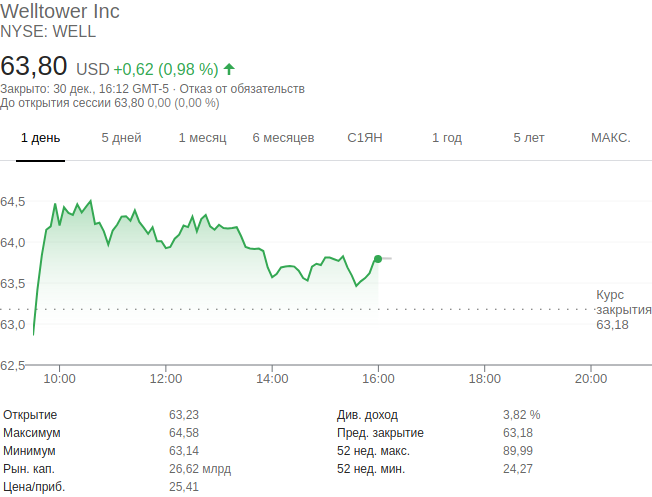 Welltower Inc
NYSE: WELL
63,80 USD +0,62 (0,98 %)
Закрыто: 30 дек., 16:12 GMT-5 · Отказ от обязательств
До открытия сессии 63,80 0,00 (0,00 %)
1 день 5 дней 1 месяц 6 месяцев С1ЯН 1 год 5 лет МАКС.
64,5
64,0
63,5
Курс
закрытия
63,18
63,0
62,5
10:00 12:00 14:00 16:00 18:00 20:00
Открытие 63,23 Див. доход 3,82 %
Максимум 64,58 Пред. закрытие 63,18
Минимум 63,14 52 нед. макс. 89,99
Рын. кап. 26,62 млрд 52 нед. мин. 24,27
Цена/приб. 25,41